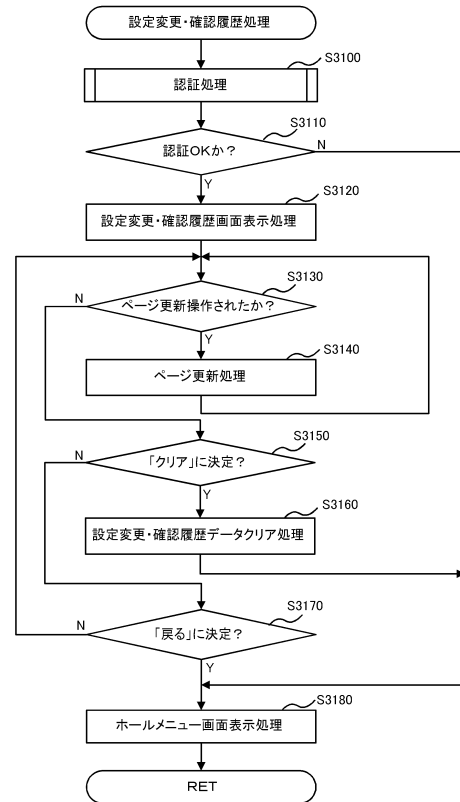 設定変更・確認履歴処理
S3100
認証処理
S3110
認証OKか？
N
Y
S3120
設定変更・確認履歴画面表示処理
S3130
N
ページ更新操作されたか？
Y
S3140
ページ更新処理
S3150
N
「クリア」に決定？
Y
S3160
設定変更・確認履歴データクリア処理
S3170
N
「戻る」に決定？
Y
S3180
ホールメニュー画面表示処理
RET